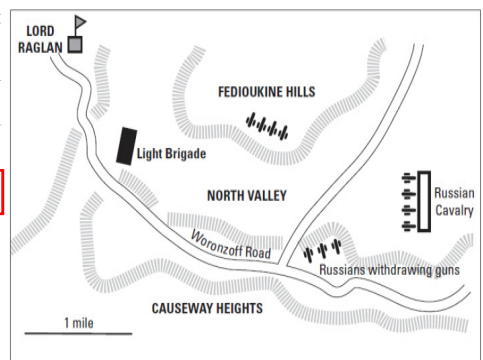 LORD
RAGLAN
FEDIOUKINE HILLS
Light Brigade
NORTH VALLEY
Russian
Cavalry
Woronzoff Road
Russians withdrawing guns
CAUSEWAY HEIGHTS
1 mile